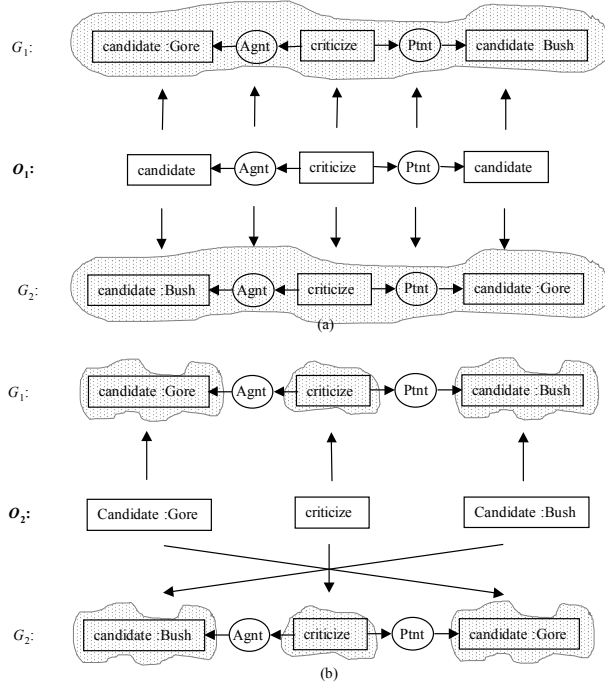 G1: candidate :Gore Agnt criticize Ptnt candidate Bush
O1: candidate Agnt criticize Ptnt candidate
G2: candidate :Bush Agnt criticize Ptnt candidate :Gore
(a)
G1: candidate :Gore Agnt criticize Ptnt candidate :Bush
O2: Candidate :Gore criticize Candidate :Bush
G2: candidate :Bush Agnt criticize Ptnt candidate :Gore
(b)